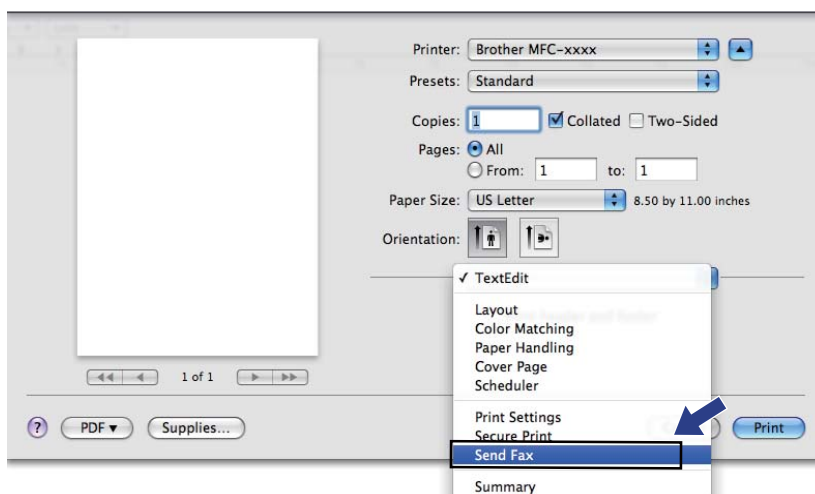 Printer: Brother MFC-xxxx
Presets: Standard
Copies: 1 Collated Two-Sided
Pages: All
From: 1 to: 1
Paper Size: US Letter 8.50 by 11.00 inches
Orientation:
✓ TextEdit
Layout
Color Matching
Paper Handling
Cover Page
Scheduler
1 of 1
Print Settings
Secure Print
Send Fax
Summary
? PDF ▼ Supplies... Print